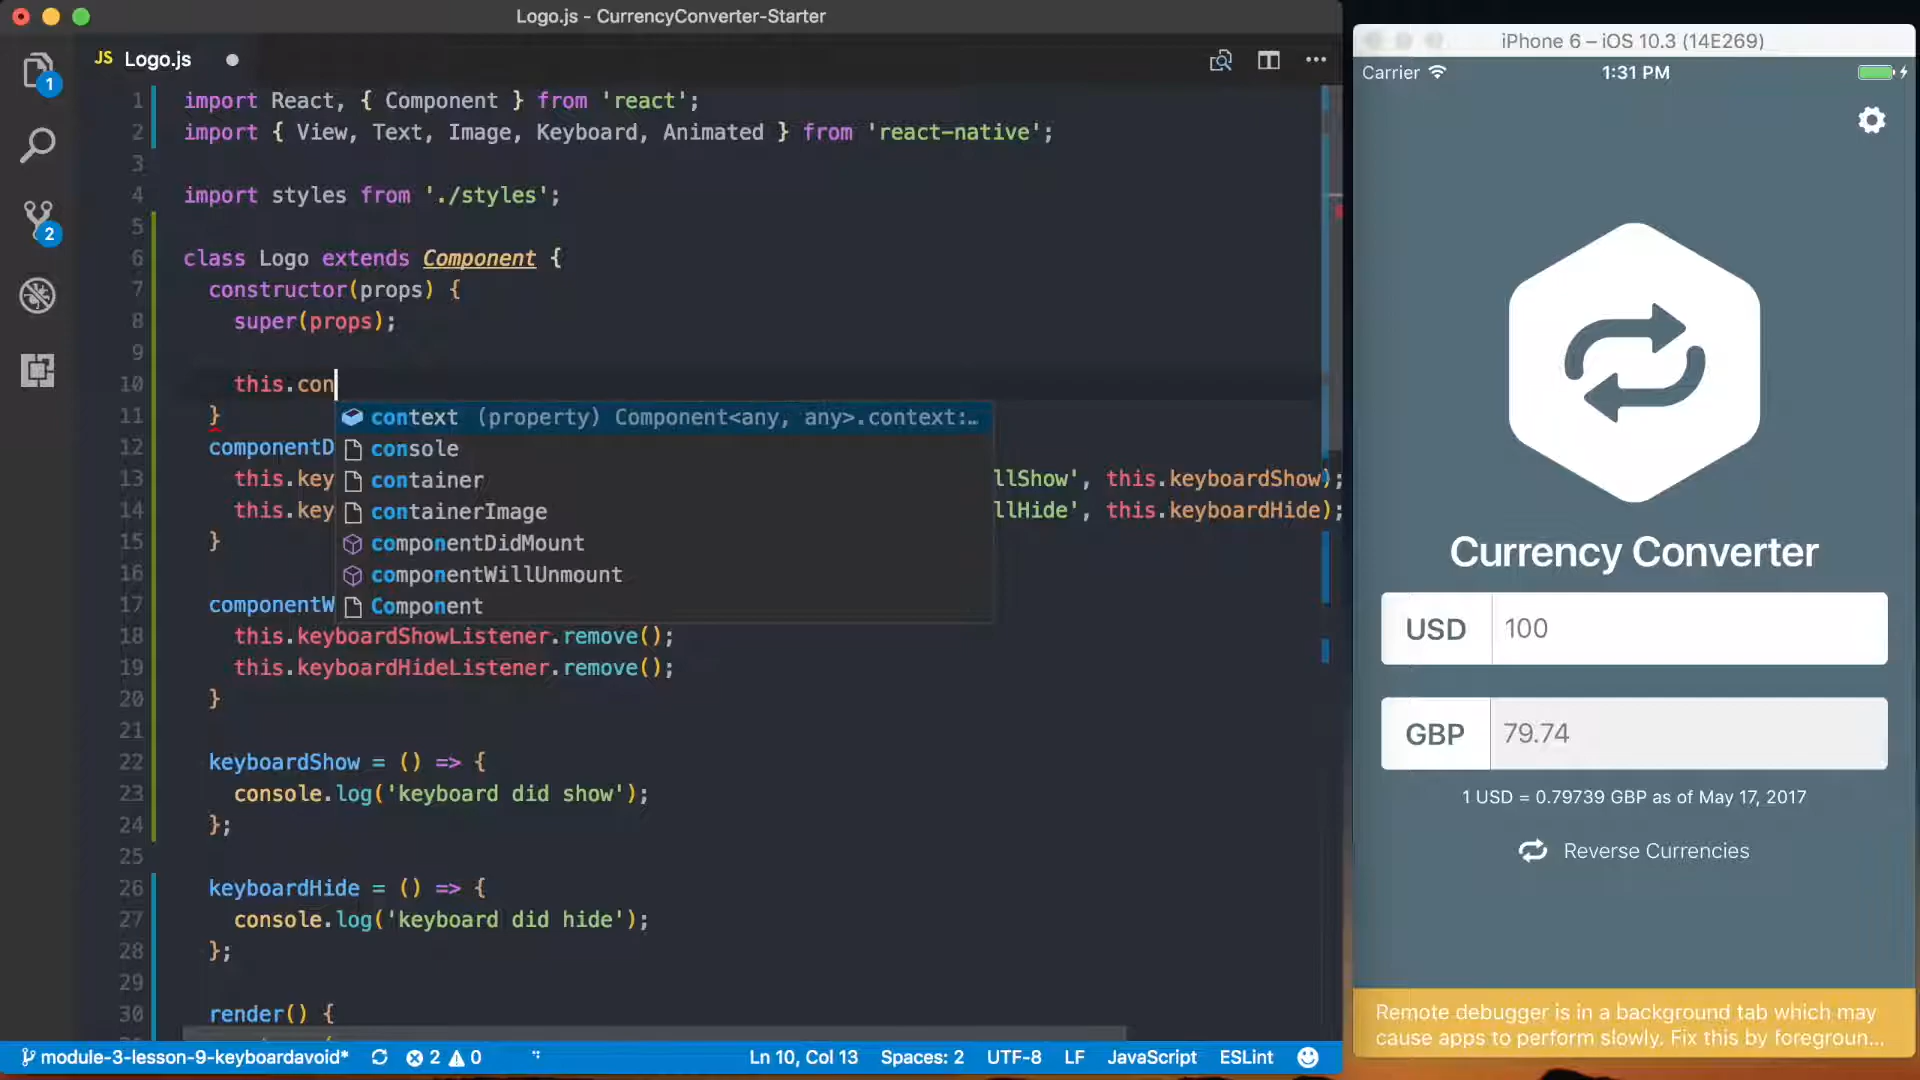 Logo.js - CurrencyConverter-Starter
JS Logo.js
1
2
1 import React, { Component } from 'react';
2 import { View, Text, Image, Keyboard, Animated } from 'react-native';
3
4 import styles from './styles';
5
6 class Logo extends Component {
7 constructor(props) {
8 super(props);
9
10 this.con
11 }
context (property) Component<any, any>.context:…
console
container
containerImage
componentDidMount
componentWillUnmount
Component
12 componentD
13 this.key llShow', this.keyboardShow);
14 this.key llHide', this.keyboardHide);
15 }
16
17 componentW
18 this.keyboardShowListener.remove();
19 this.keyboardHideListener.remove();
20 }
21
22 keyboardShow = () => {
23 console.log('keyboard did show');
24 };
25
26 keyboardHide = () => {
27 console.log('keyboard did hide');
28 };
29
30 render() {
module-3-lesson-9-keyboardavoid* 2 0 Ln 10, Col 13 Spaces: 2 UTF-8 LF JavaScript ESLint
iPhone 6 – iOS 10.3 (14E269)
Carrier 1:31 PM
Currency Converter
USD 100
GBP 79.74
1 USD = 0.79739 GBP as of May 17, 2017
Reverse Currencies
Remote debugger is in a background tab which may
cause apps to perform slowly. Fix this by foregroun...